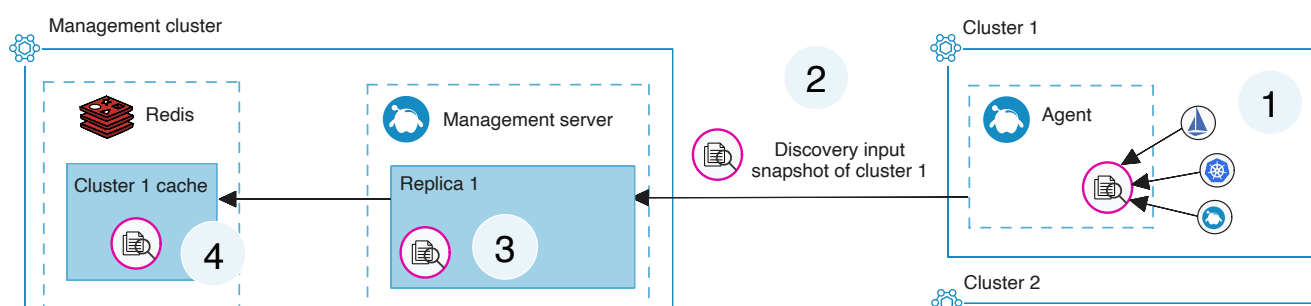 Management cluster
Cluster 1
2
1
Redis
Management server
Agent
Discovery input
snapshot of cluster 1
Cluster 1 cache
Replica 1
4
3
Cluster 2